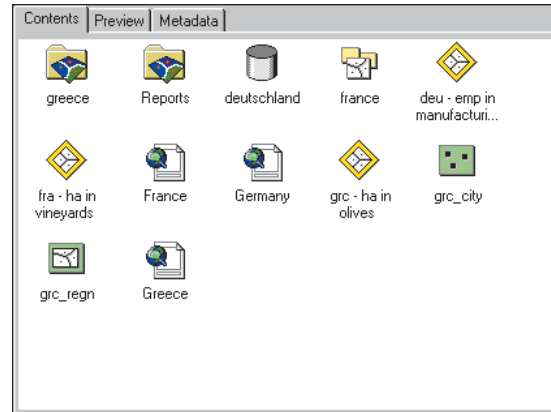 Contents Preview Metadata
greece Reports deutschland france deu - emp in
manufacturi...
fra - ha in France Germany grc - ha in grc_city
vineyards olives
grc_regn Greece